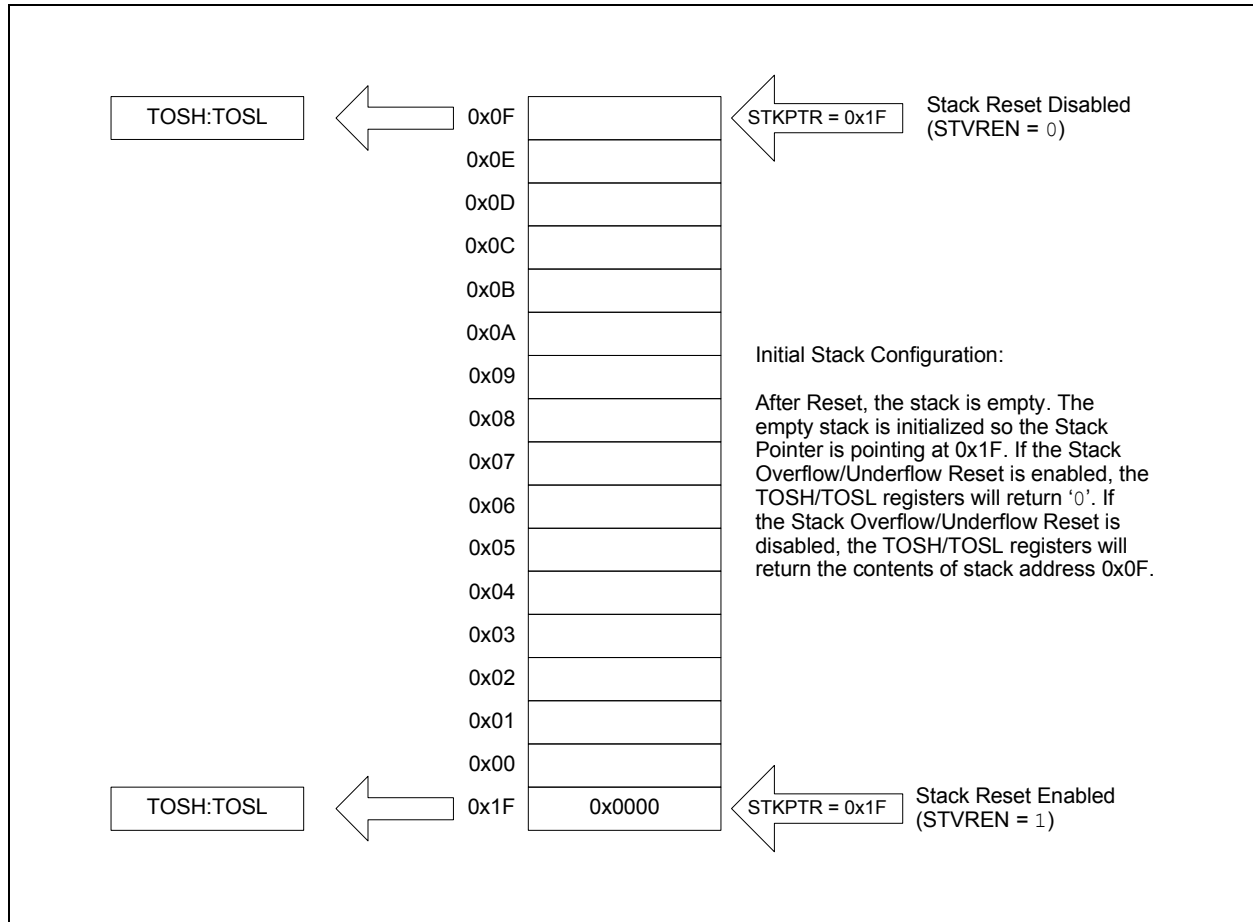 TOSH:TOSL
0x0F
STKPTR = 0x1F
Stack Reset Disabled
(STVREN = 0)
0x0E
0x0D
0x0C
0x0B
0x0A
0x09
0x08
0x07
0x06
0x05
0x04
0x03
0x02
0x01
0x00
Initial Stack Configuration:
After Reset, the stack is empty. The
empty stack is initialized so the Stack
Pointer is pointing at 0x1F. If the Stack
Overflow/Underflow Reset is enabled, the
TOSH/TOSL registers will return ‘0’. If
the Stack Overflow/Underflow Reset is
disabled, the TOSH/TOSL registers will
return the contents of stack address 0x0F.
TOSH:TOSL
0x1F
0x0000
STKPTR = 0x1F
Stack Reset Enabled
(STVREN = 1)